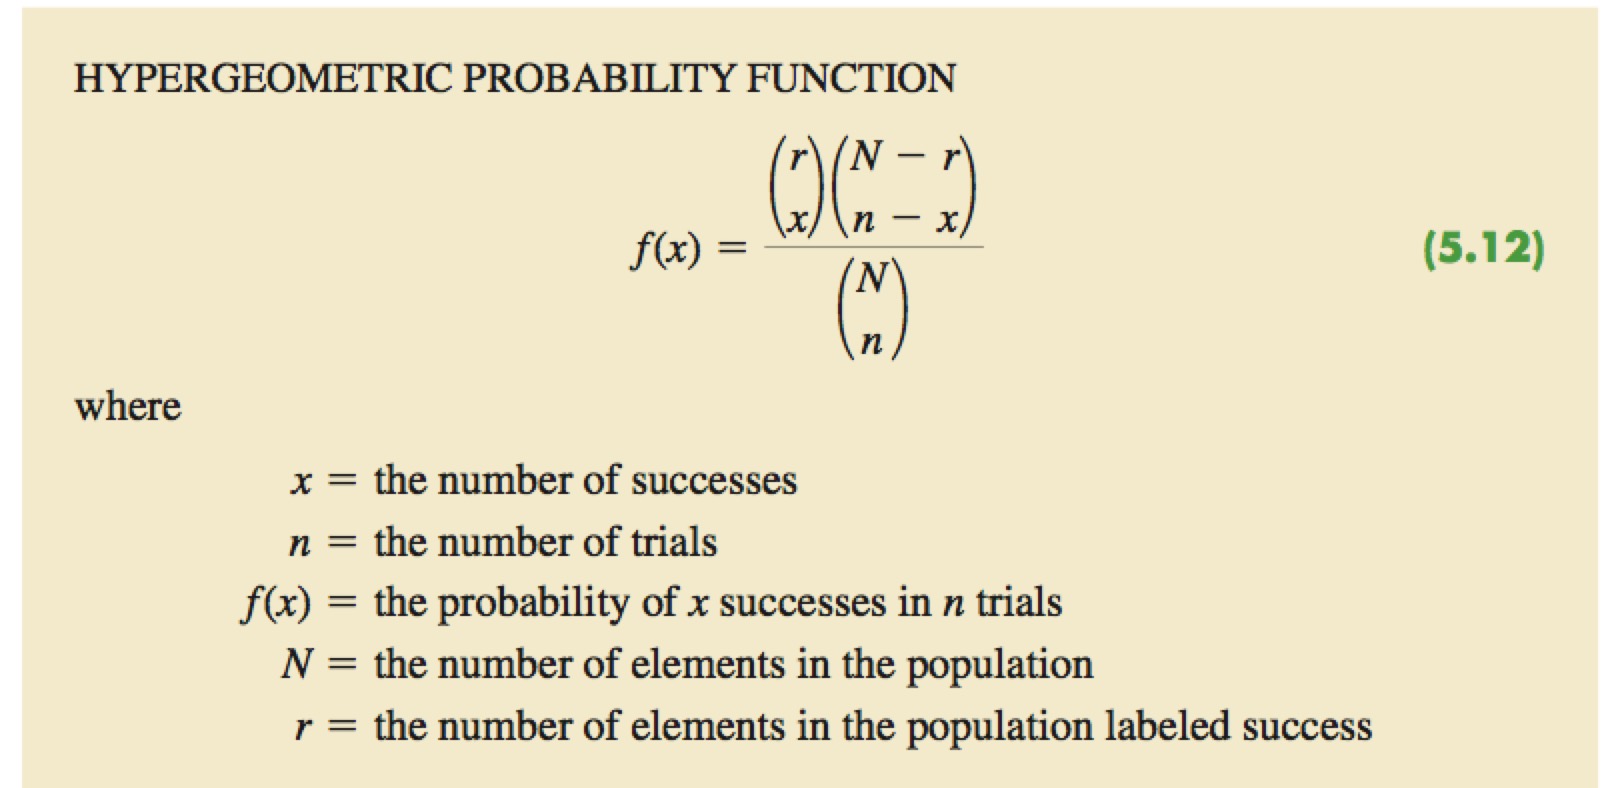 HYPERGEOMETRIC PROBABILITY FUNCTION
f(x) = \frac{\binom{r}{x}\binom{N − r}{n − x}}{\binom{N}{n}} (5.12)
where
x = the number of successes
n = the number of trials
f(x) = the probability of x successes in n trials
N = the number of elements in the population
r = the number of elements in the population labeled success